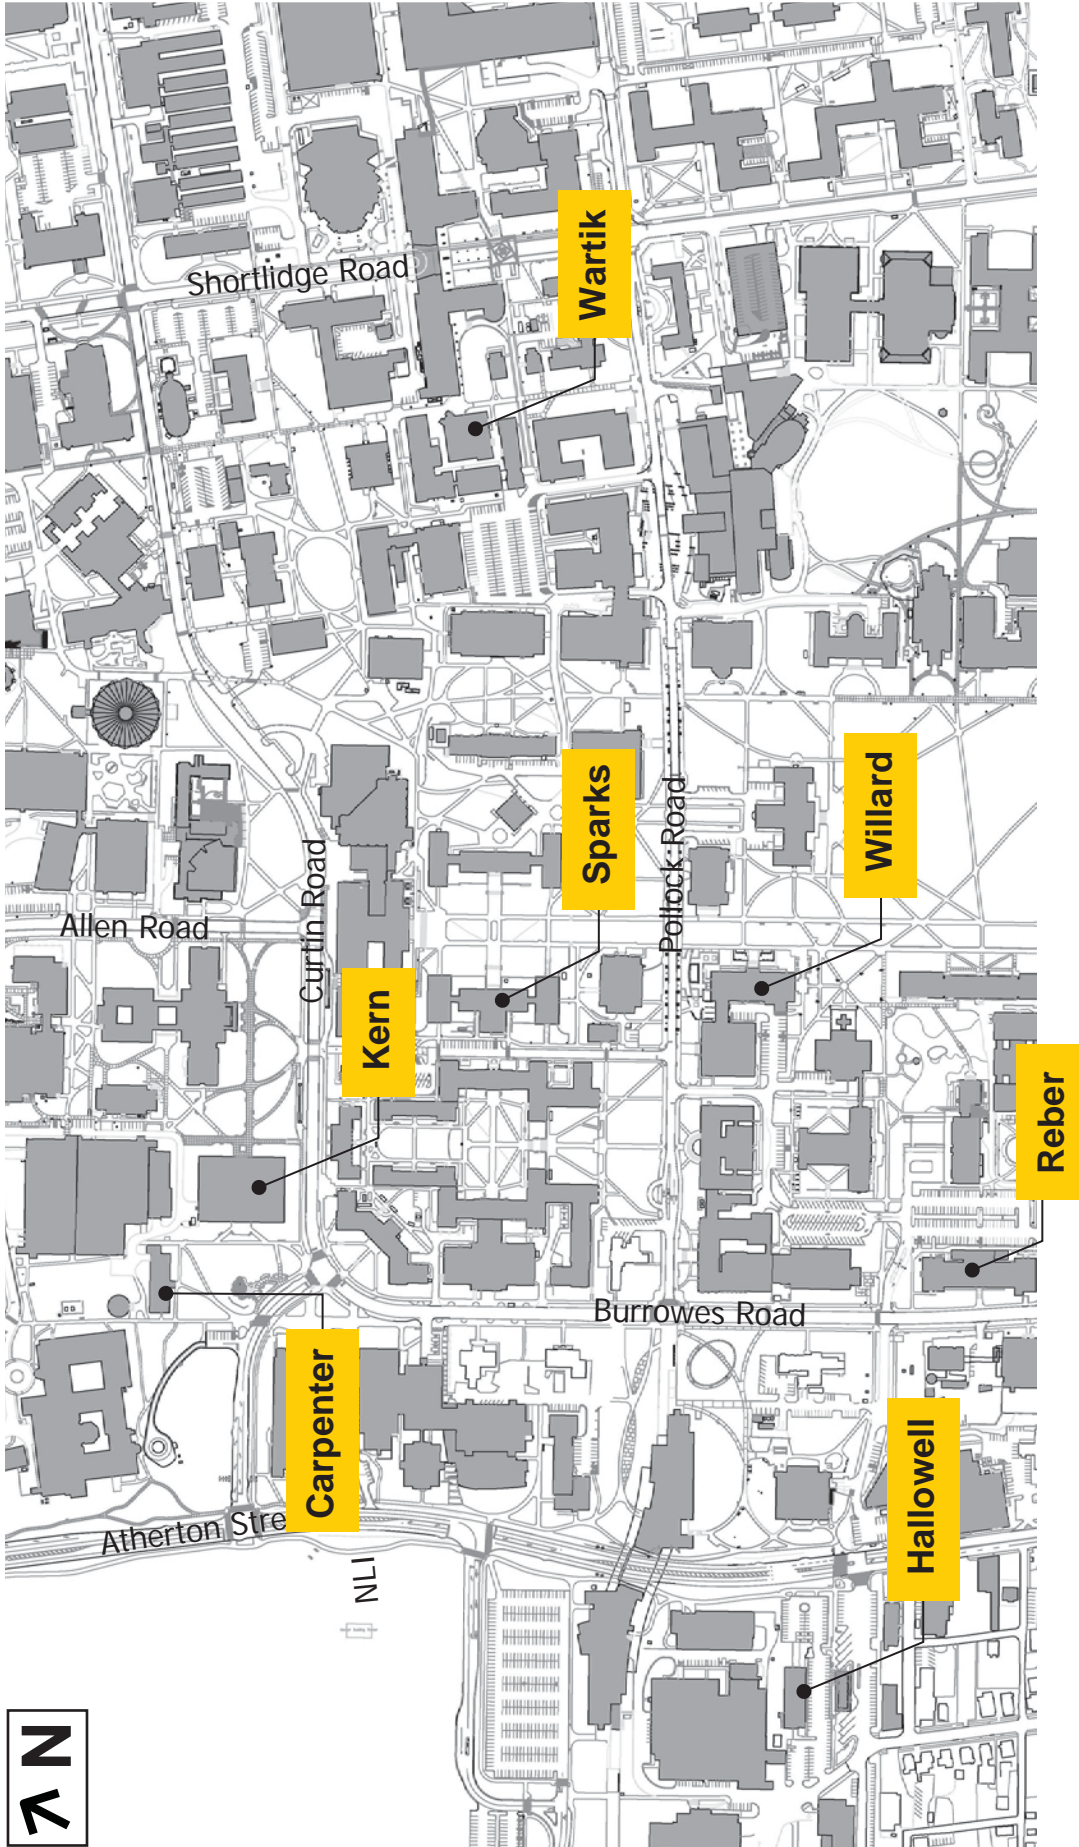 Shortlidge Road
Wartik
Sparks
Willard
Pollock Road
Curtin Road
Allen Road
Kern
Reber
Burrowes Road
Carpenter
Hallowell
Atherton Stre
NLI
N